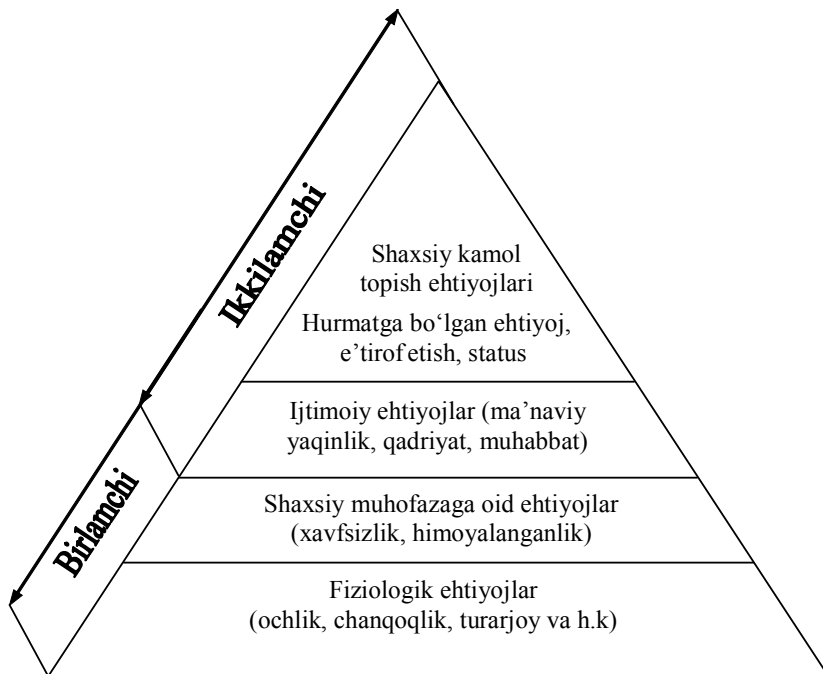 Ikkilamchi
Birlamchi
Shaxsiy kamol
topish ehtiyojlari
Hurmatga bo‘lgan ehtiyoj,
e’tirof etish, status
Ijtimoiy ehtiyojlar (ma’naviy
yaqinlik, qadriyat, muhabbat)
Shaxsiy muhofazaga oid ehtiyojlar
(xavfsizlik, himoyalanganlik)
Fiziologik ehtiyojlar
(ochlik, chanqoqlik, turarjoy va h.k)